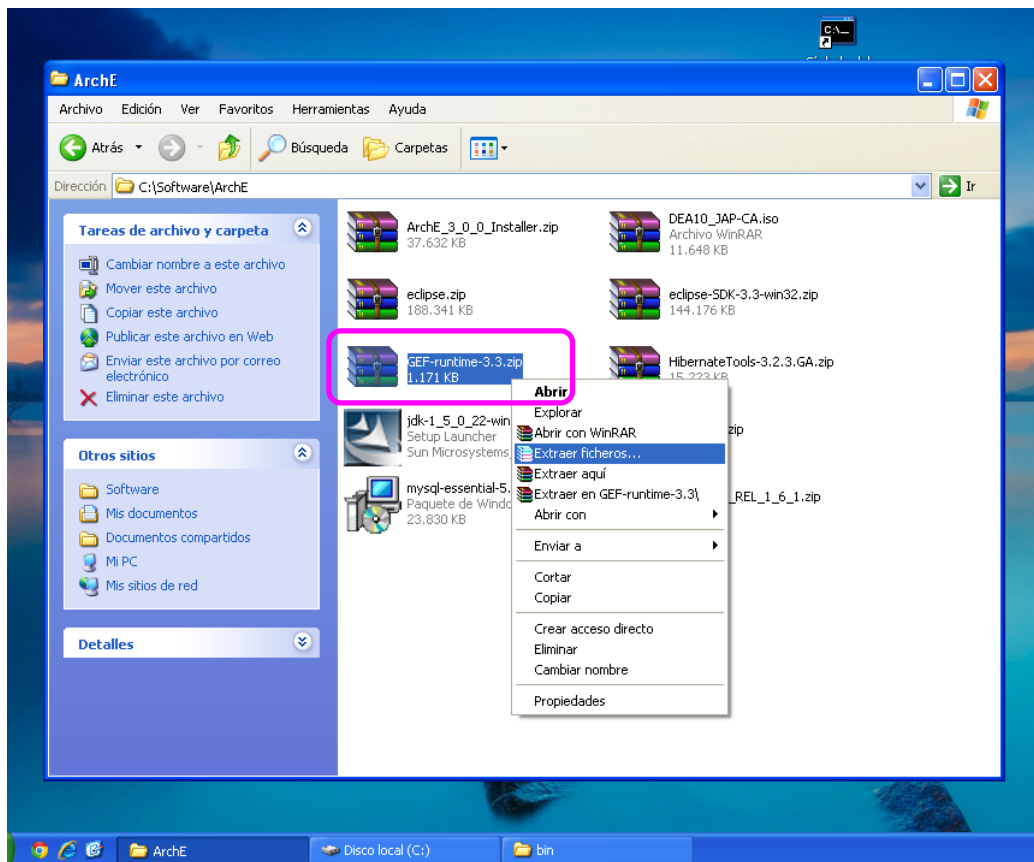 C:\_
ArchE
Archivo Edición Ver Favoritos Herramientas Ayuda
Atrás Búsqueda Carpetas
Dirección C:\Software\ArchE Ir
Tareas de archivo y carpeta
Cambiar nombre a este archivo
Mover este archivo
Copiar este archivo
Publicar este archivo en Web
Enviar este archivo por correo
electrónico
Eliminar este archivo
Otros sitios
Software
Mis documentos
Documentos compartidos
Mi PC
Mis sitios de red
Detalles
ArchE_3_0_0_Installer.zip
37.632 KB
DEA10_JAP-CA.iso
Archivo WinRAR
11.648 KB
eclipse.zip
188.341 KB
eclipse-SDK-3.3-win32.zip
144.176 KB
GEF-runtime-3.3.zip
1.171 KB
HibernateTools-3.2.3.GA.zip
15.223 KB
jdk-1_5_0_22-win
Setup Launcher
Sun Microsystems,
zip
mysql-essential-5.
Paquete de Windo
23.830 KB
_REL_1_6_1.zip
Abrir
Explorar
Abrir con WinRAR
Extraer ficheros...
Extraer aquí
Extraer en GEF-runtime-3.3\
Abrir con
Enviar a
Cortar
Copiar
Crear acceso directo
Eliminar
Cambiar nombre
Propiedades
ArchE Disco local (C:) bin